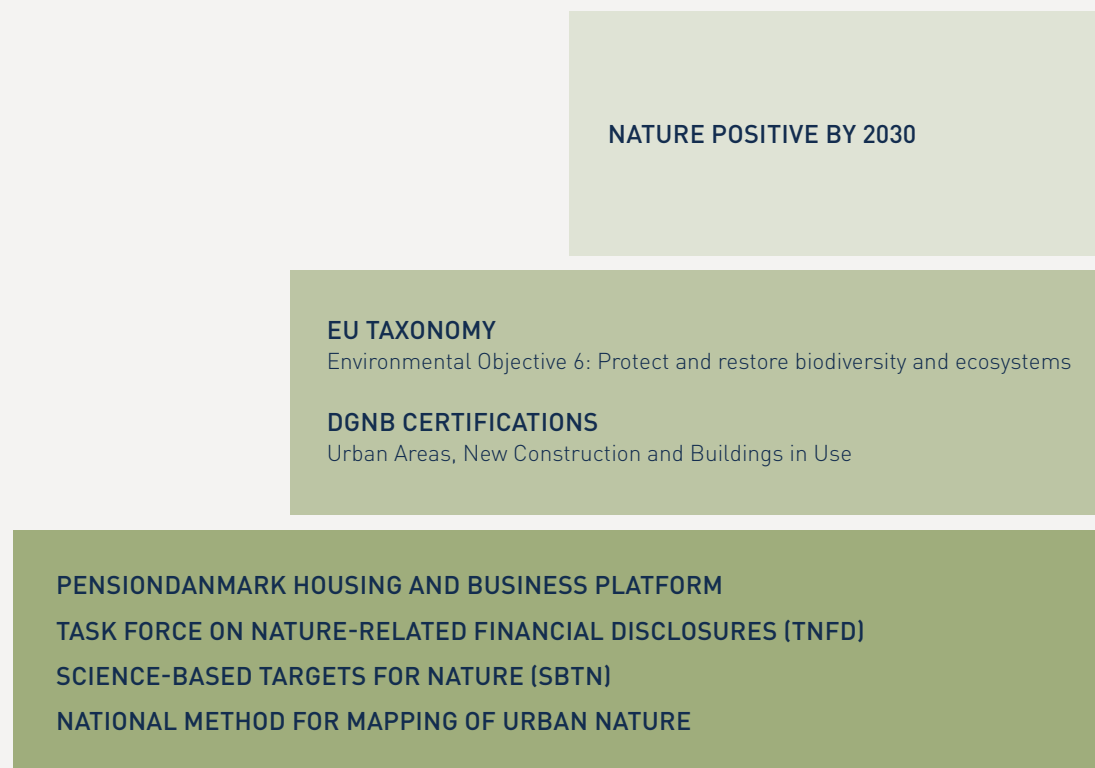 NATURE POSITIVE BY 2030
EU TAXONOMY
Environmental Objective 6: Protect and restore biodiversity and ecosystems
DGNB CERTIFICATIONS
Urban Areas, New Construction and Buildings in Use
PENSIONDANMARK HOUSING AND BUSINESS PLATFORM
TASK FORCE ON NATURE-RELATED FINANCIAL DISCLOSURES (TNFD)
SCIENCE-BASED TARGETS FOR NATURE (SBTN)
NATIONAL METHOD FOR MAPPING OF URBAN NATURE